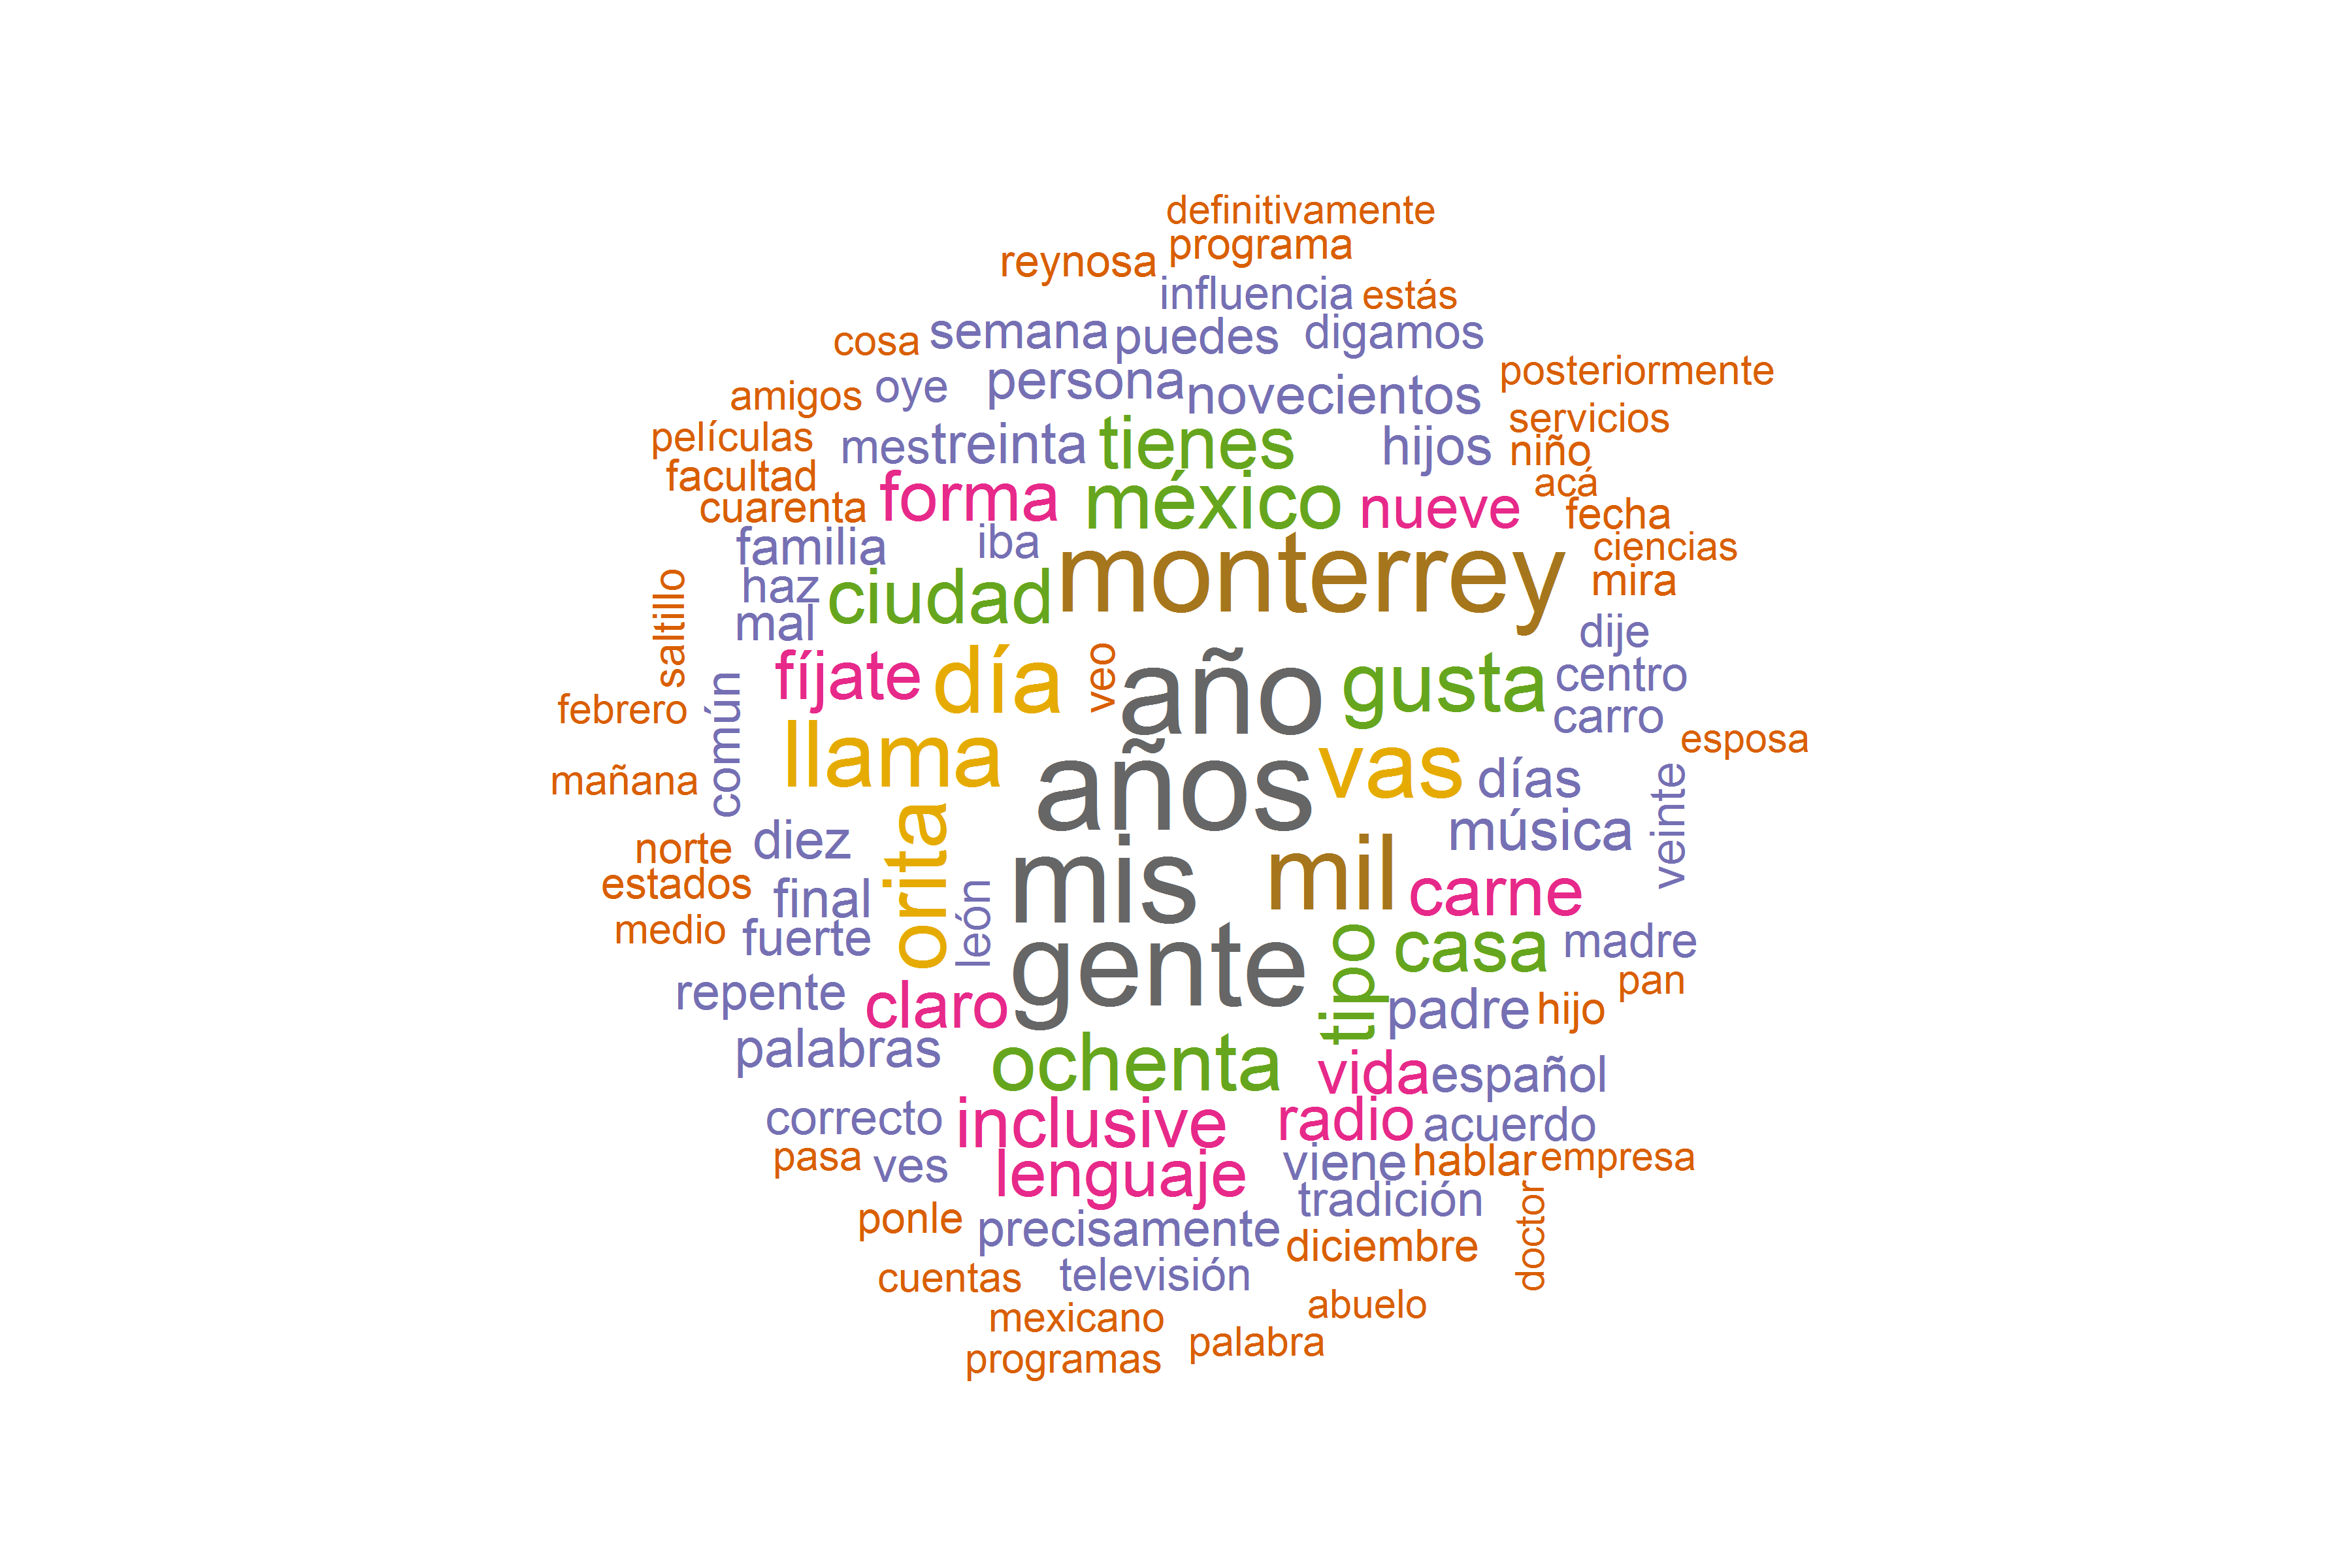 definitivamente
programa
reynosa
influencia estás
cosa semana puedes digamos
amigos oye persona novecientos posteriormente
películas mes treinta tienes hijos servicios
niño
facultad forma méxico nueve acá
cuarenta fecha
familia iba monterrey ciencias
haz ciudad mira
mal dije
saltillo
fíjate día veo año gusta centro
febrero común carro
llama vas esposa
mañana años días
veinte
norte diez orita mis mil música
estados final león carne
medio fuerte gente tipo casa madre
repente claro padre hijo pan
palabras ochenta vida español
correcto inclusive radio acuerdo
pasa ves lenguaje viene hablar empresa
tradición
ponle precisamente diciembre doctor
cuentas televisión
mexicano abuelo
programas palabra